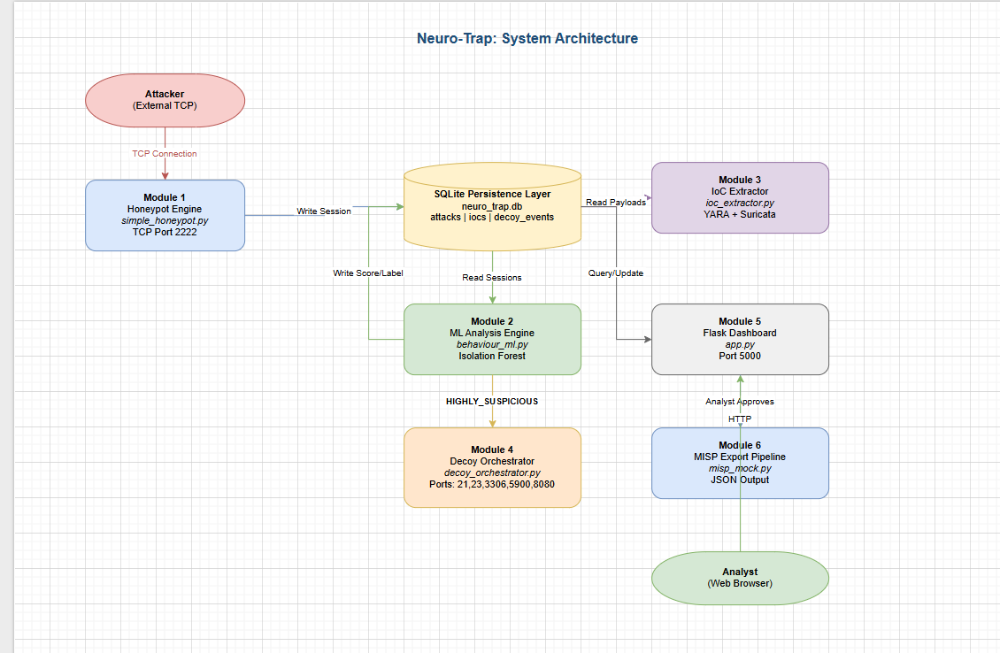 Neuro-Trap: System Architecture
Attacker
(External TCP)
TCP Connection
Module 1
Honeypot Engine
simple_honeypot.py
TCP Port 2222
Write Session
SQLite Persistence Layer
neuro_trap.db
attacks | iocs | decoy_events
Read Payloads
Module 3
IoC Extractor
ioc_extractor.py
YARA + Suricata
Write Score/Label
Read Sessions
Query/Update
Module 2
ML Analysis Engine
behaviour_ml.py
Isolation Forest
Module 5
Flask Dashboard
app.py
Port 5000
HIGHLY_SUSPICIOUS
Analyst Approves
HTTP
Module 4
Decoy Orchestrator
decoy_orchestrator.py
Ports: 21,23,3306,5900,8080
Module 6
MISP Export Pipeline
misp_mock.py
JSON Output
Analyst
(Web Browser)